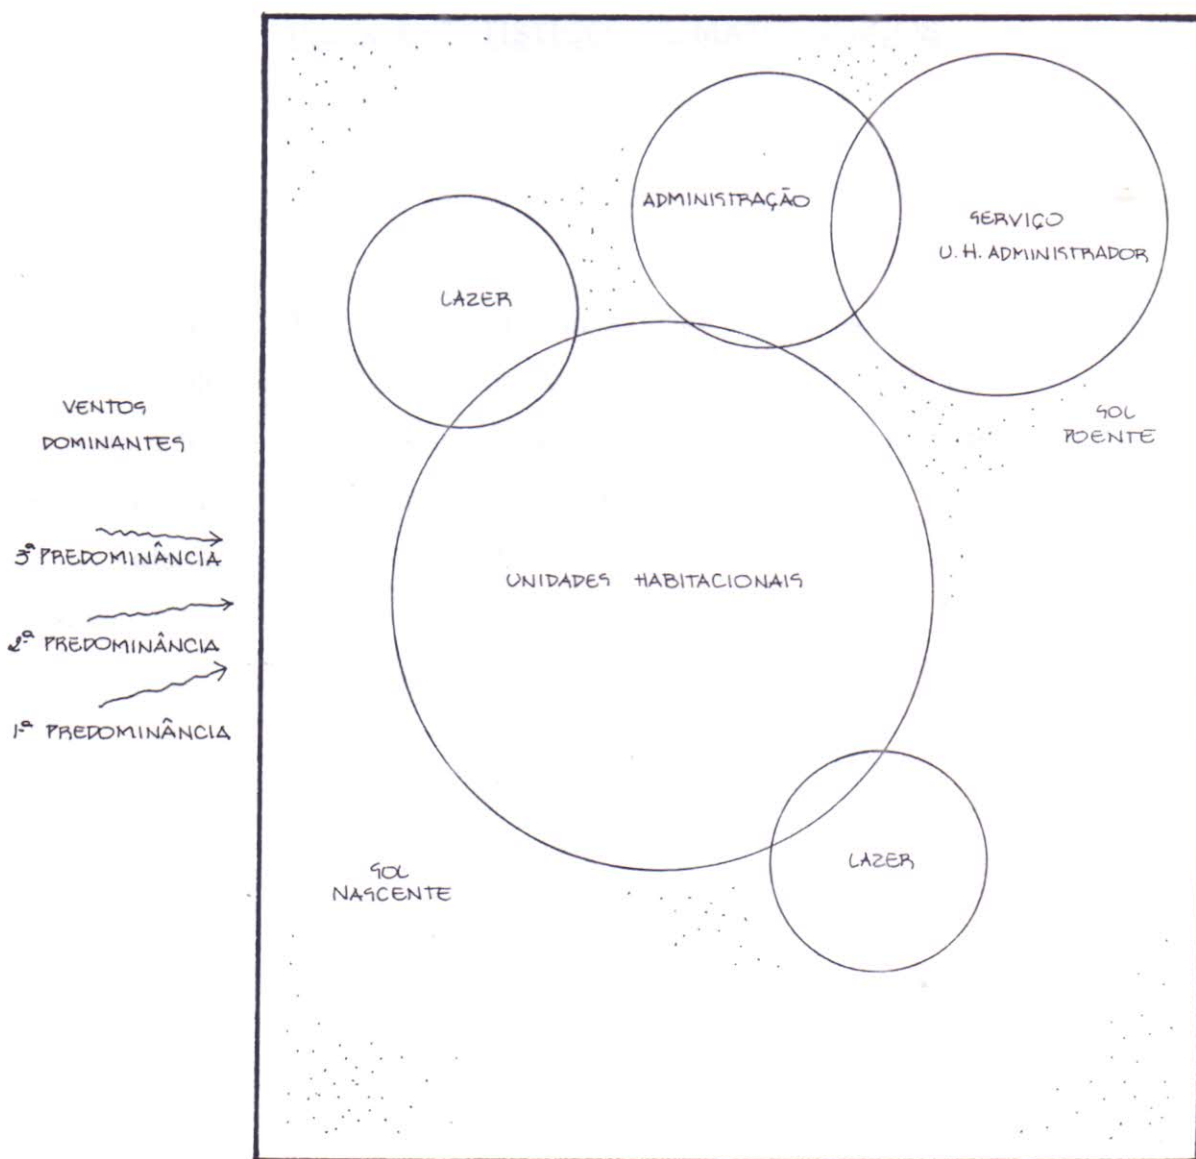 ADMINISTRAÇÃO
SERVIÇO
U.H. ADMINISTRADOR
LAZER
VENTOS
DOMINANTES
SOL
POENTE
3ª PREDOMINÂNCIA
UNIDADES HABITACIONAIS
2ª PREDOMINÂNCIA
1ª PREDOMINÂNCIA
LAZER
SOL
NASCENTE